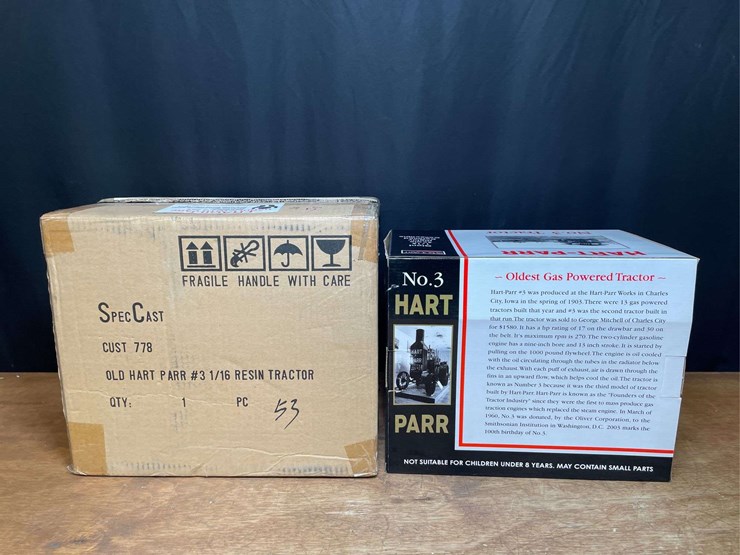 FRAGILE HANDLE WITH CARE
SPECCAST
CUST 778
OLD HART PARR #3 1/16 RESIN TRACTOR
QTY: 1 PC
53
No.3 Tractor
HART-PARR
No.3
HART
PARR
– Oldest Gas Powered Tractor –
Hart-Parr #3 was produced at the Hart-Parr Works in Charles
City, Iowa in the spring of 1903. There were 13 gas powered
tractors built that year and #3 was the second tractor built in
that run. The tractor was sold to George Mitchell of Charles City
for $1580. It has a hp rating of 17 on the drawbar and 30 on
the belt. It's maximum rpm is 270. The two cylinder gasoline
engine has a nine-inch bore and 13 inch stroke. It is started by
pulling on the 1000 pound flywheel. The engine is oil cooled
with the oil circulating through the tubes in the radiator below
the exhaust. With each puff of exhaust, air is drawn through the
fins in an upward flow, which helps cool the oil. The tractor is
known as Number 3 because it was the third model of tractor
built by Hart-Parr. Hart-Parr is known as the "Founders of the
Tractor Industry" since they were the first to mass produce gas
traction engines which replaced the steam engine. In March of
1960, No.3 was donated, by the Oliver Corporation, to the
Smithsonian Institution in Washington, D.C. 2003 marks the
100th birthday of No.3.
NOT SUITABLE FOR CHILDREN UNDER 8 YEARS. MAY CONTAIN SMALL PARTS